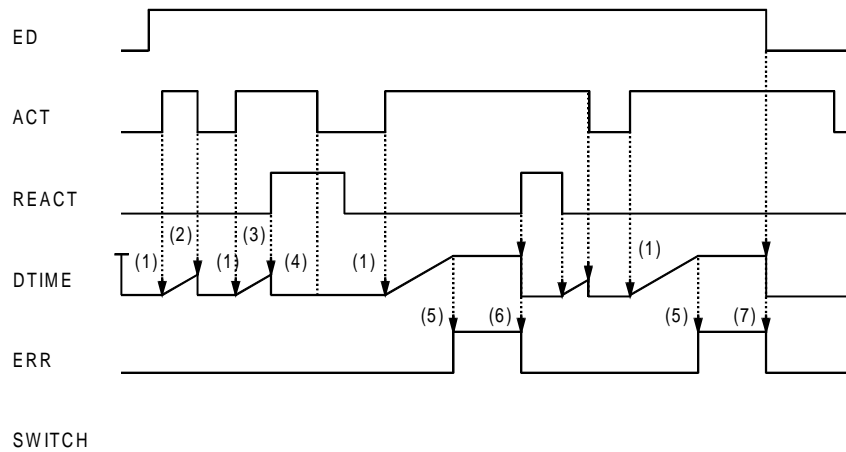 ED
ACT
REACT
(1) (2) (1) (3) (4) (1) (1)
DTIME
(5) (6) (5) (7)
ERR
SWITCH